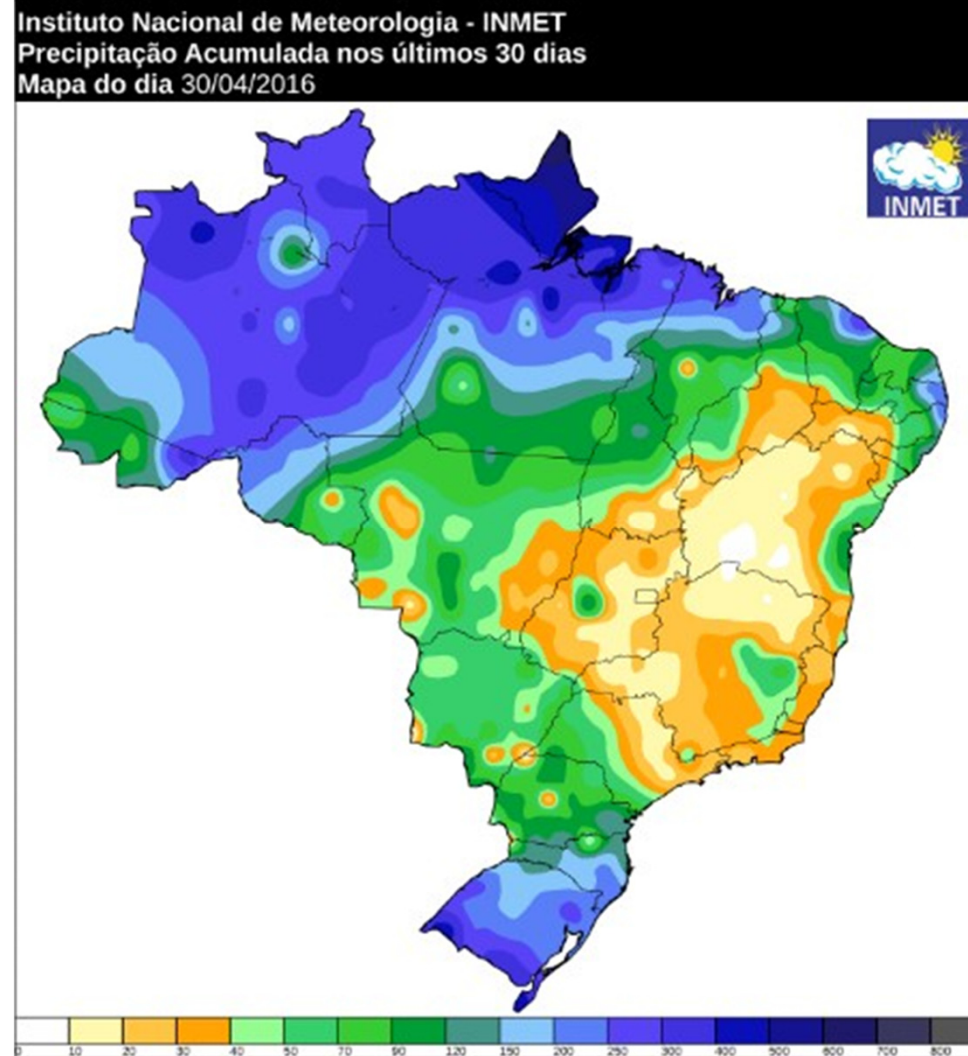 Instituto Nacional de Meteorologia - INMET
Precipitação Acumulada nos últimos 30 dias
Mapa do dia 30/04/2016
INMET
0 10 20 30 40 50 70 90 120 150 200 250 300 400 500 600 700 800